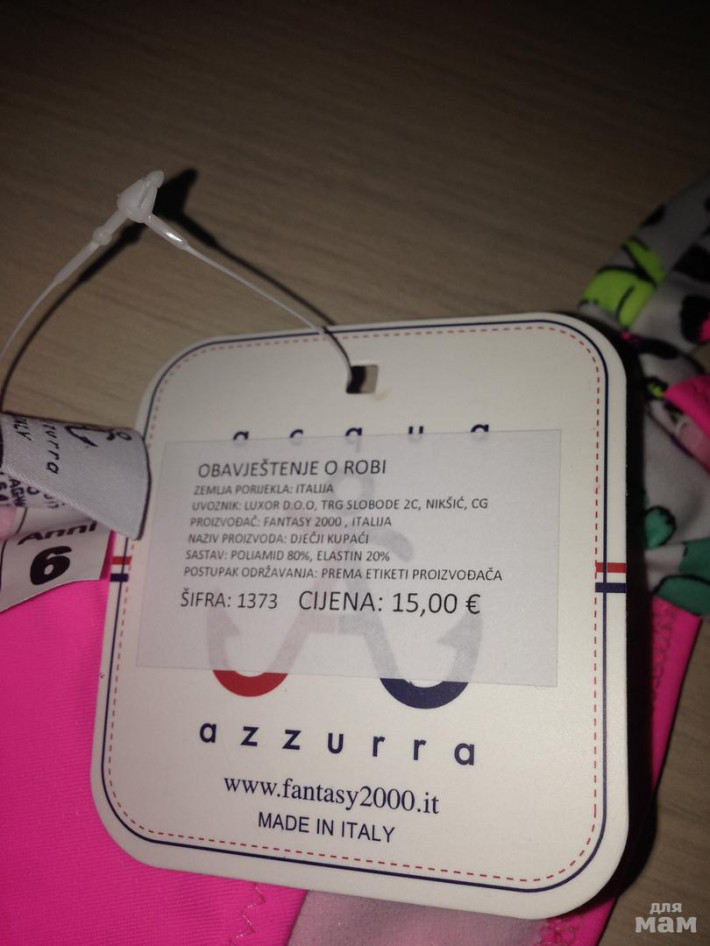 acqua
OBAVJEŠTENJE O ROBI
ZEMLJA PORIJEKLA: ITALIJA
UVOZNIK: LUXOR D.O.O, TRG SLOBODE 2C, NIKŠIĆ, CG
PROIZVOĐAČ: FANTASY 2000 , ITALIJA
NAZIV PROIZVODA: DJEČJI KUPAĆI
SASTAV: POLIAMID 80%, ELASTIN 20%
POSTUPAK ODRŽAVANJA: PREMA ETIKETI PROIZVOĐAČA
ŠIFRA: 1373 CIJENA: 15,00 €
azzurra
www.fantasy2000.it
MADE IN ITALY
Anni
6
для
мам